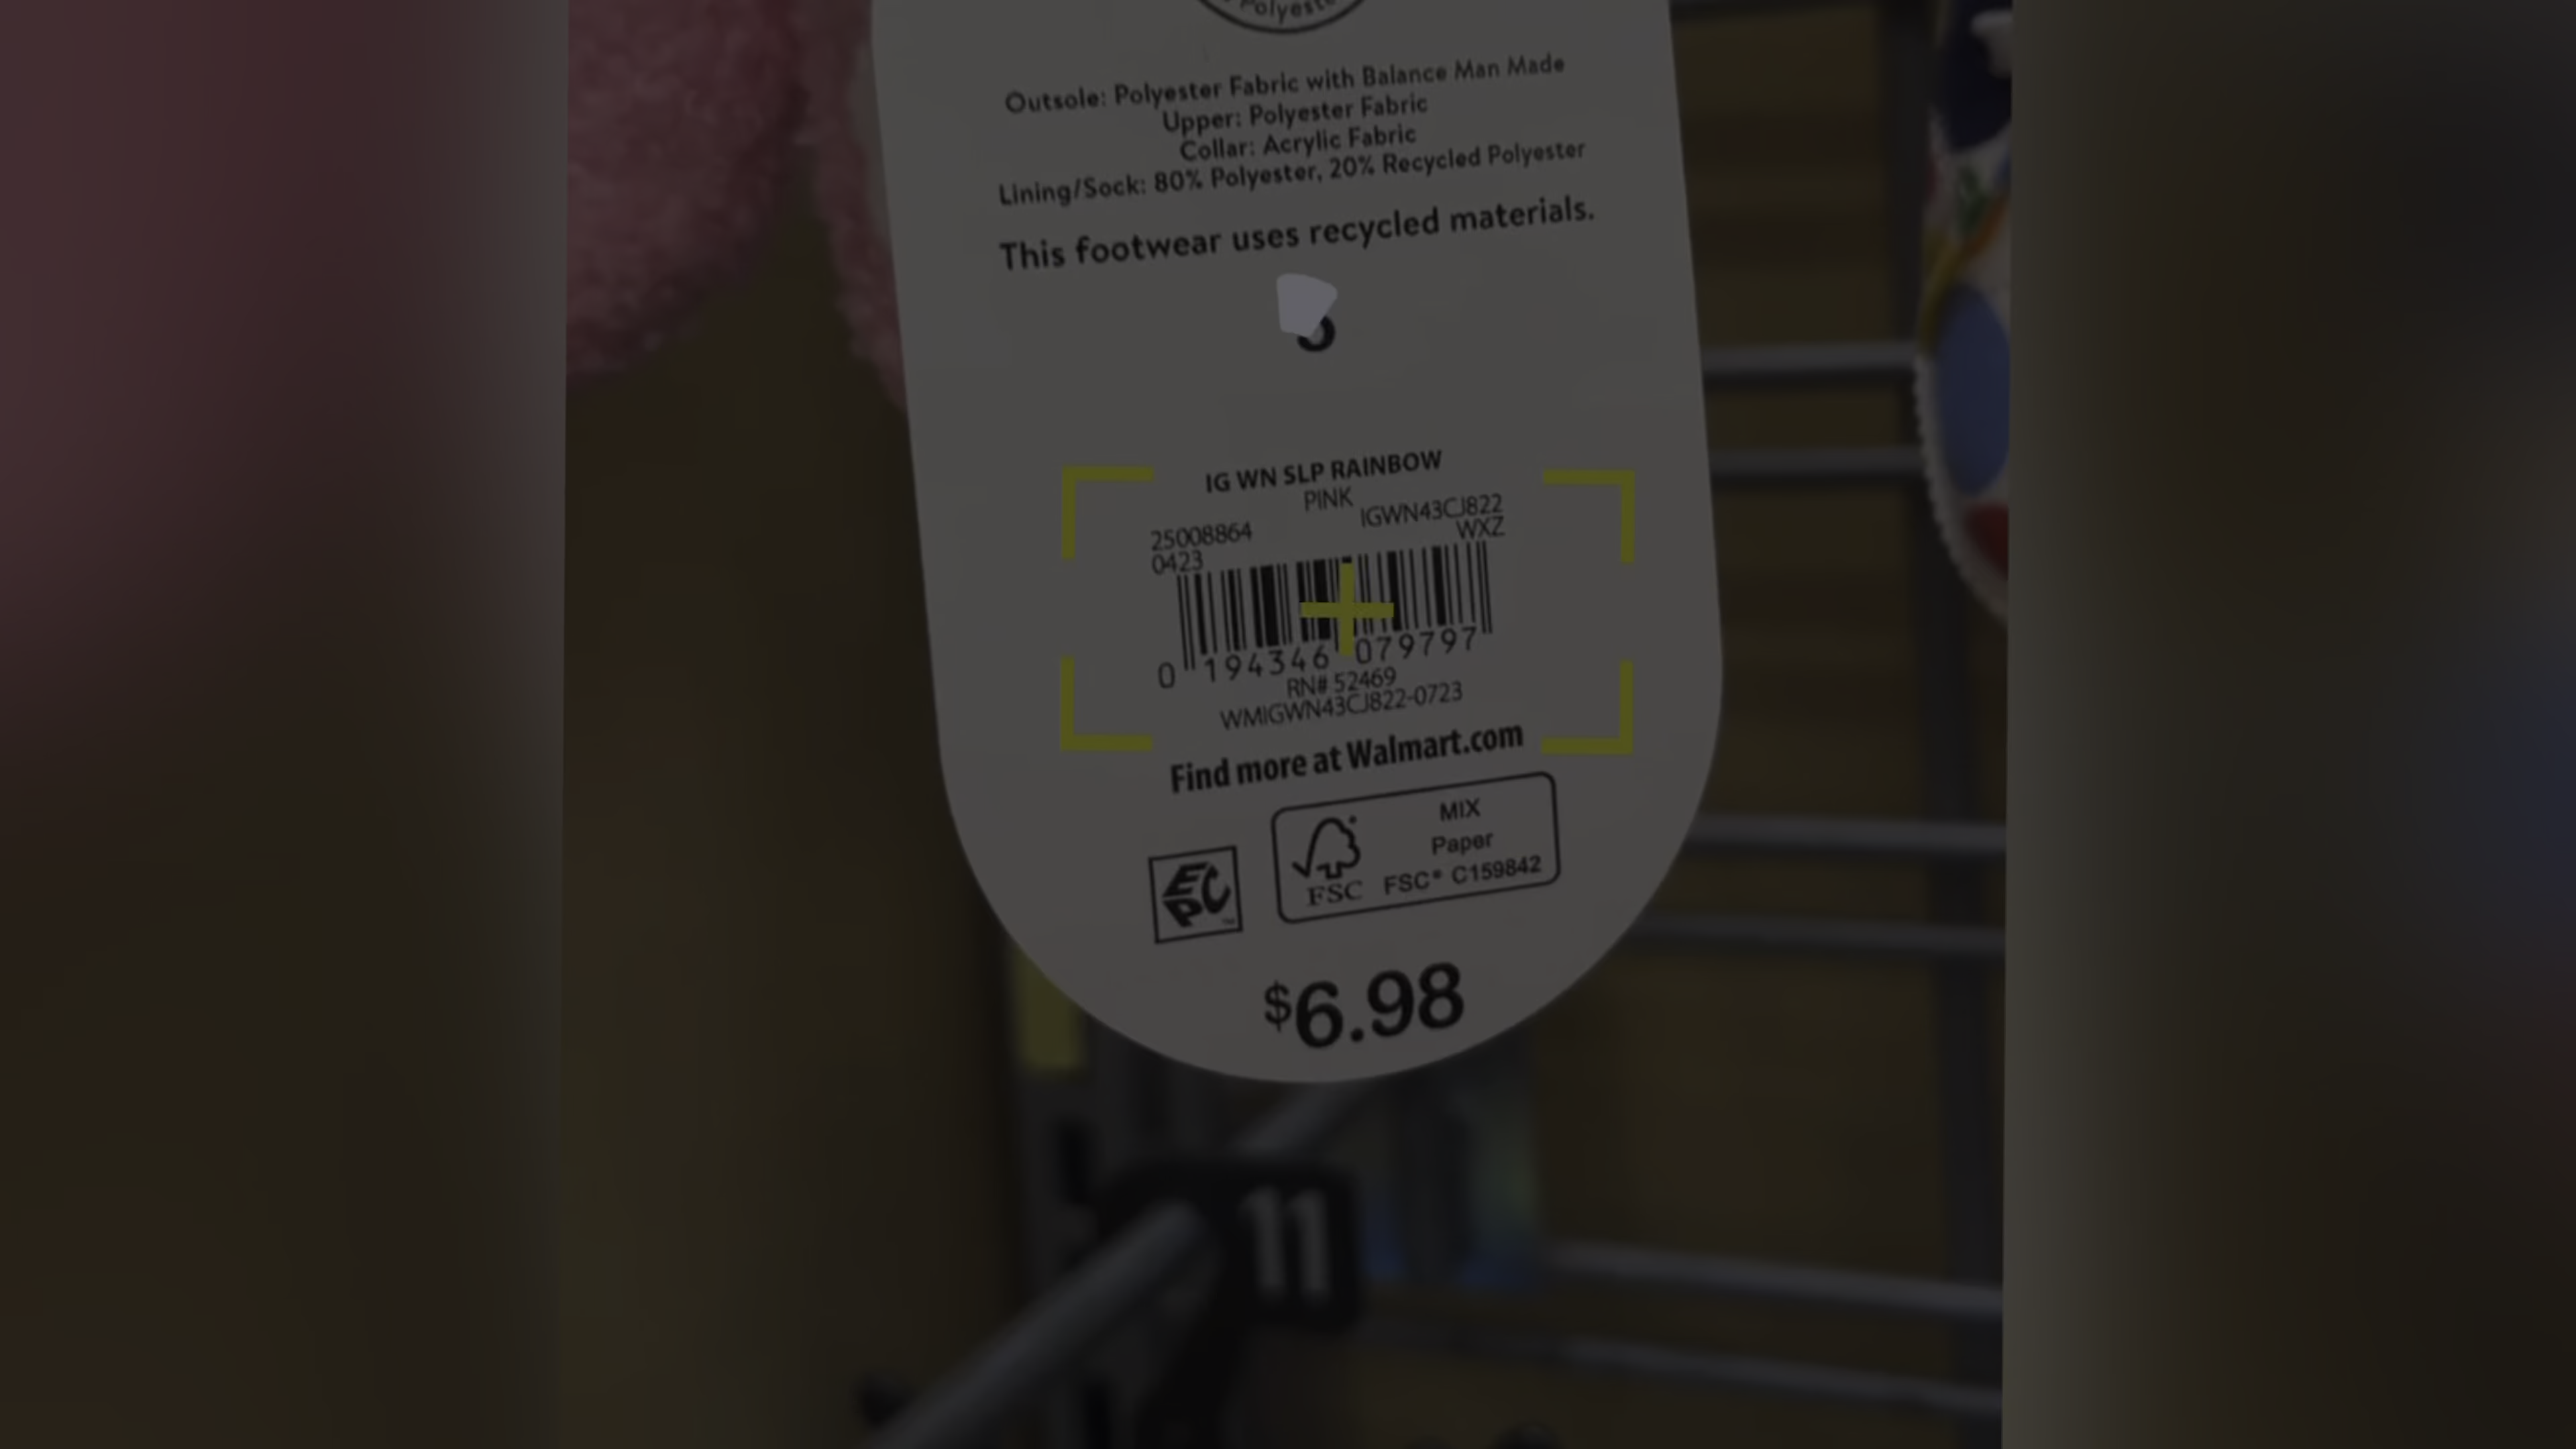 Polyeste
Outsole: Polyester Fabric with Balance Man Made
Upper: Polyester Fabric
Collar: Acrylic Fabric
Lining/Sock: 80% Polyester, 20% Recycled Polyester
This footwear uses recycled materials.
IG WN SLP RAINBOW
PINK
25008864 IGWN43CJ822
0423 WXZ
0 194346 079797
RN# 52469
WMIGWN43CJ822-0723
Find more at Walmart.com
EPC™
FSC
MIX
Paper
FSC® C159842
$6.98
11